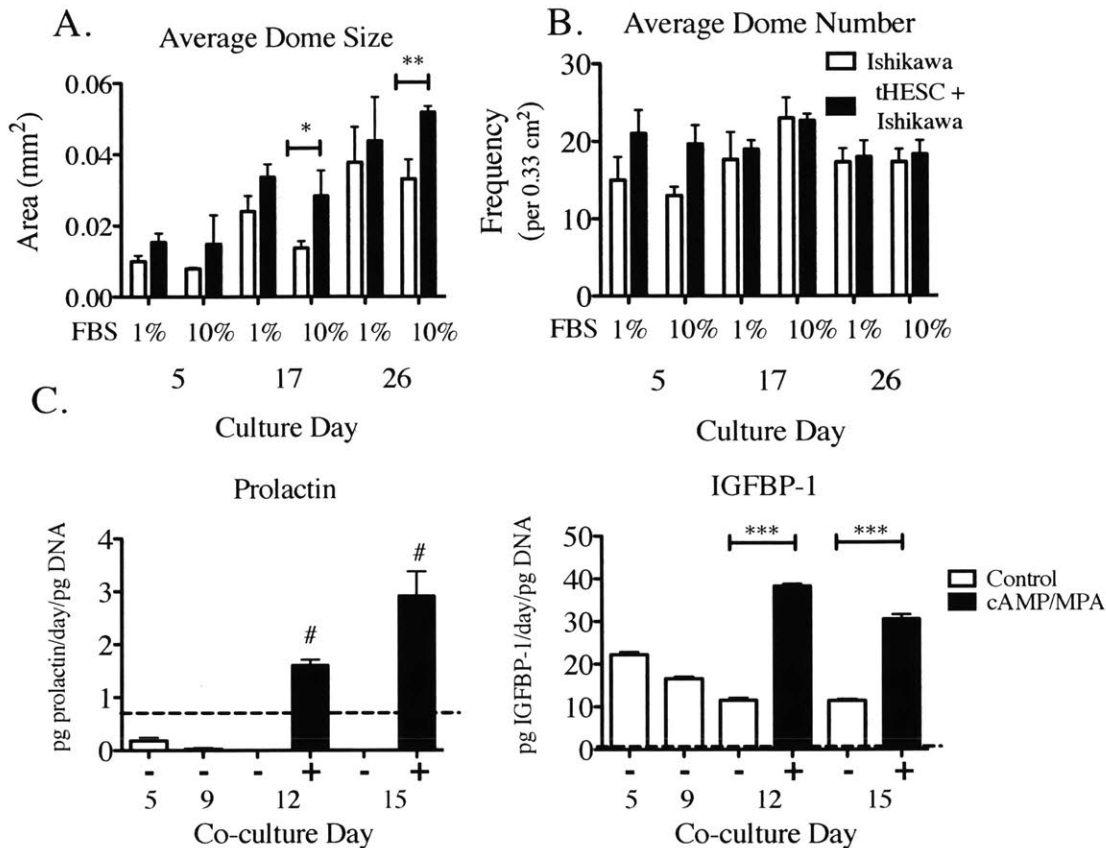 A.
Average Dome Size
Area (mm²)
0.06
0.04
0.02
0.00
*
**
FBS 1% 10% 1% 10% 1% 10%
5 17 26
Culture Day
B.
Average Dome Number
Frequency
(per 0.33 cm²)
30
20
10
0
Ishikawa
tHESC +
Ishikawa
FBS 1% 10% 1% 10% 1% 10%
5 17 26
Culture Day
C.
Prolactin
pg prolactin/day/pg DNA
4
3
2
1
0
# #
- - - + - +
5 9 12 15
Co-culture Day
IGFBP-1
pg IGFBP-1/day/pg DNA
50
40
30
20
10
0
*** ***
- - - + - +
5 9 12 15
Co-culture Day
Control
cAMP/MPA